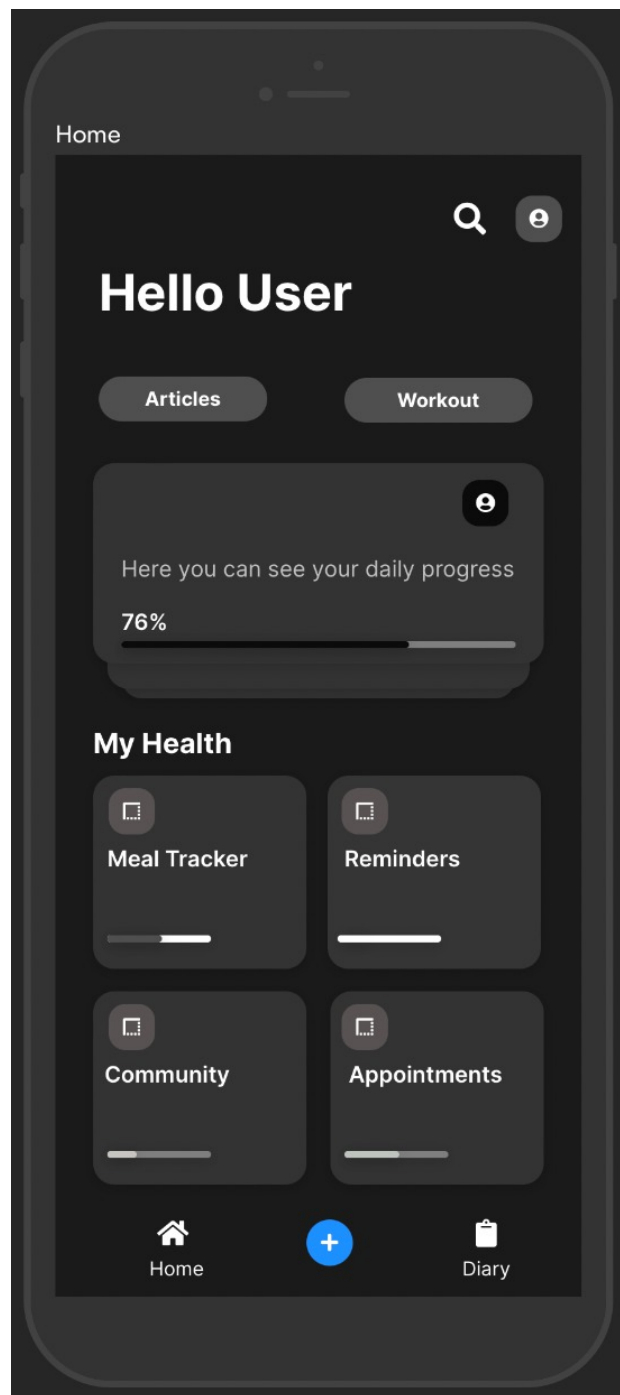 Home
Hello User
Articles
Workout
Here you can see your daily progress
76%
My Health
Meal Tracker
Reminders
Community
Appointments
Home
Diary